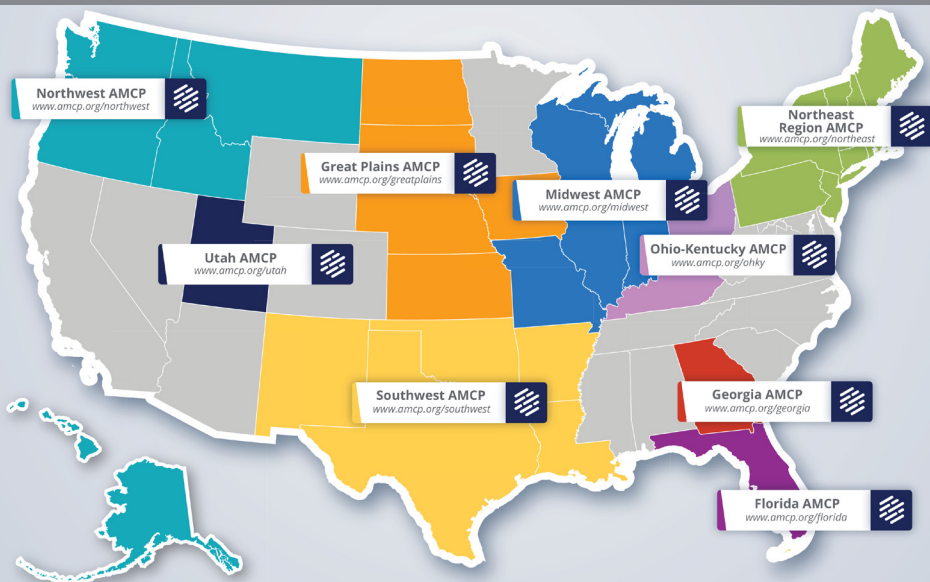 Northwest AMCP
www.amcp.org/northwest
Northeast
Region AMCP
www.amcp.org/northeast
Great Plains AMCP
www.amcp.org/greatplains
Midwest AMCP
www.amcp.org/midwest
Utah AMCP
www.amcp.org/utah
Ohio-Kentucky AMCP
www.amcp.org/ohky
Southwest AMCP
www.amcp.org/southwest
Georgia AMCP
www.amcp.org/georgia
Florida AMCP
www.amcp.org/florida